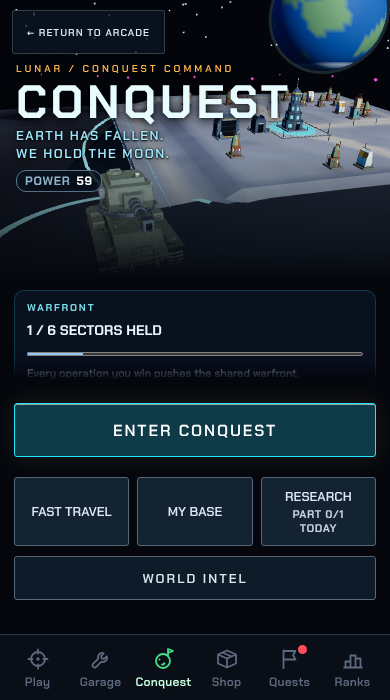 ← RETURN TO ARCADE
LUNAR / CONQUEST COMMAND
CONQUEST
EARTH HAS FALLEN.
WE HOLD THE MOON.
POWER 59
WARFRONT
1 / 6 SECTORS HELD
Every operation you win pushes the shared warfront.
ENTER CONQUEST
FAST TRAVEL
MY BASE
RESEARCH
PART 0/1
TODAY
WORLD INTEL
Play
Garage
Conquest
Shop
Quests
Ranks